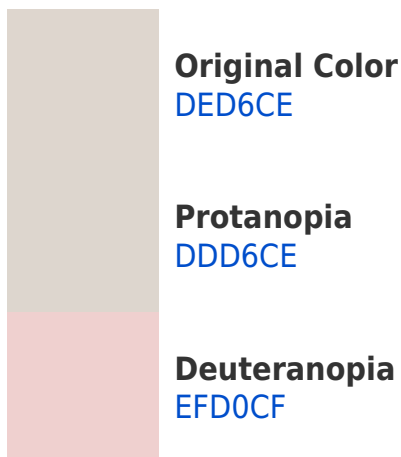 Original Color
DED6CE
Protanopia
DDD6CE
Deuteranopia
EFD0CF